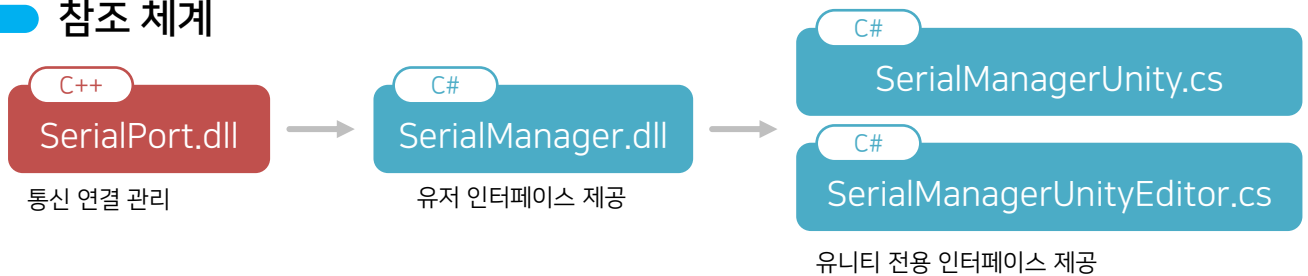 참조 체계
C++
SerialPort.dll
통신 연결 관리
C#
SerialManager.dll
유저 인터페이스 제공
C#
SerialManagerUnity.cs
C#
SerialManagerUnityEditor.cs
유니티 전용 인터페이스 제공